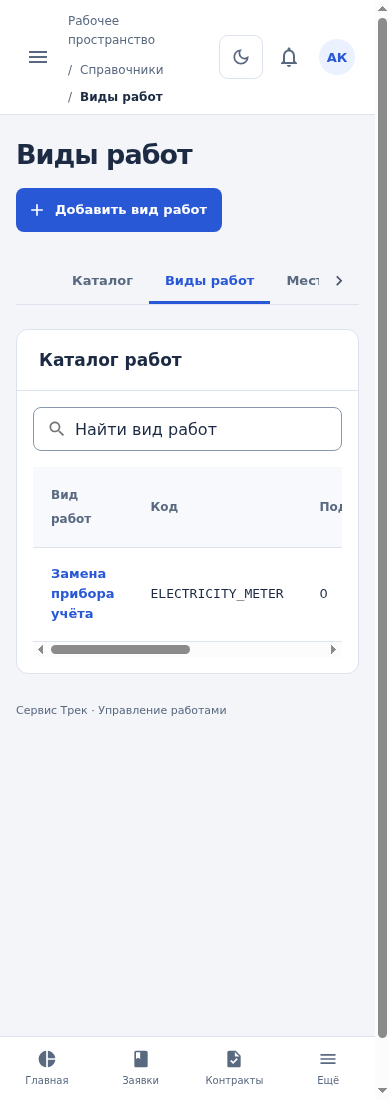 Рабочее
пространство
/ Справочники
/ Виды работ
АК
Виды работ
+ Добавить вид работ
Каталог
Виды работ
Мест
Каталог работ
Найти вид работ
Вид
работ
Код
Замена
прибора
учёта
ELECTRICITY_METER
0
Сервис Трек · Управление работами
Главная
Заявки
Контракты
Ещё